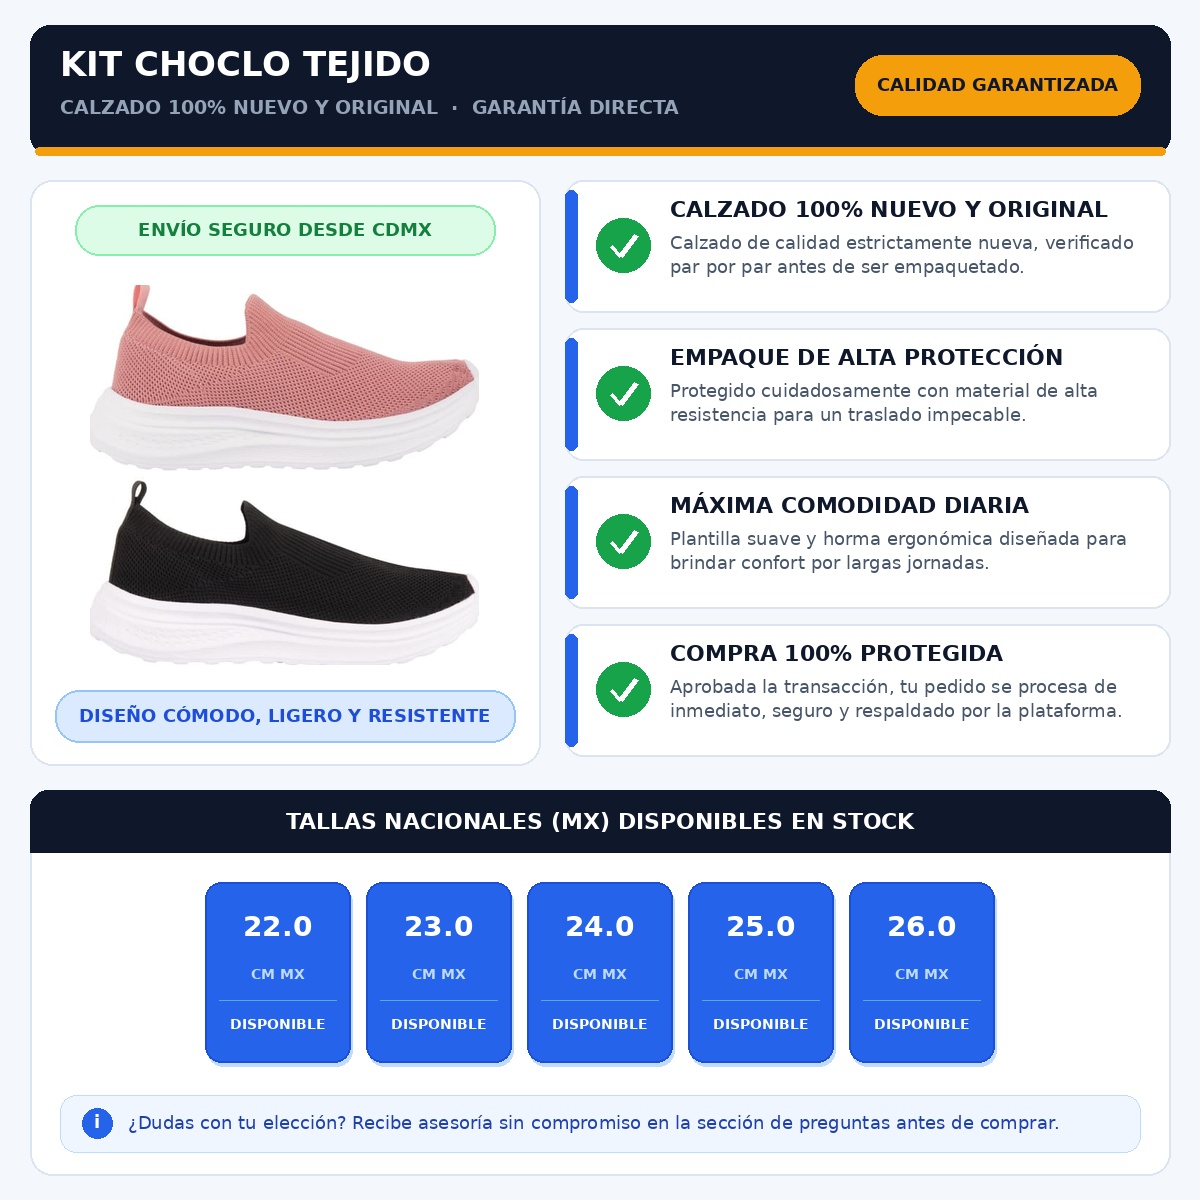 KIT CHOCLO TEJIDO
CALZADO 100% NUEVO Y ORIGINAL · GARANTÍA DIRECTA
CALIDAD GARANTIZADA
ENVÍO SEGURO DESDE CDMX
DISEÑO CÓMODO, LIGERO Y RESISTENTE
CALZADO 100% NUEVO Y ORIGINAL
Calzado de calidad estrictamente nueva, verificado
par por par antes de ser empaquetado.
EMPAQUE DE ALTA PROTECCIÓN
Protegido cuidadosamente con material de alta
resistencia para un traslado impecable.
MÁXIMA COMODIDAD DIARIA
Plantilla suave y horma ergonómica diseñada para
brindar confort por largas jornadas.
COMPRA 100% PROTEGIDA
Aprobada la transacción, tu pedido se procesa de
inmediato, seguro y respaldado por la plataforma.
TALLAS NACIONALES (MX) DISPONIBLES EN STOCK
22.0
CM MX
DISPONIBLE
23.0
CM MX
DISPONIBLE
24.0
CM MX
DISPONIBLE
25.0
CM MX
DISPONIBLE
26.0
CM MX
DISPONIBLE
i ¿Dudas con tu elección? Recibe asesoría sin compromiso en la sección de preguntas antes de comprar.